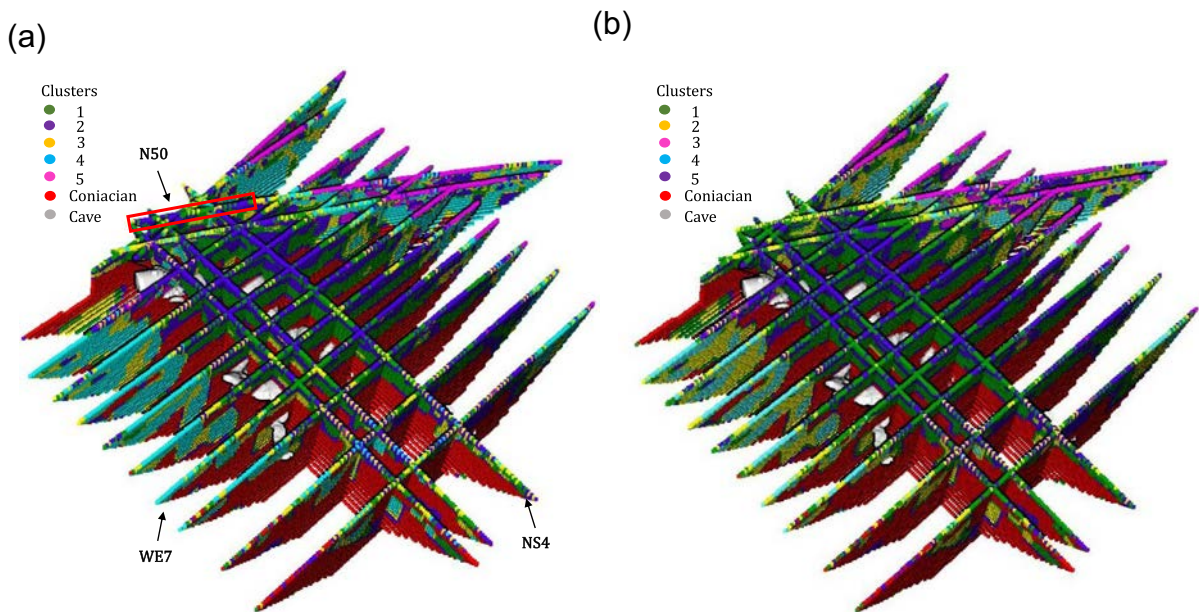 (a)
Clusters
1
2
3
4
5
Coniacian
Cave
N50
WE7
NS4
(b)
Clusters
1
2
3
4
5
Coniacian
Cave